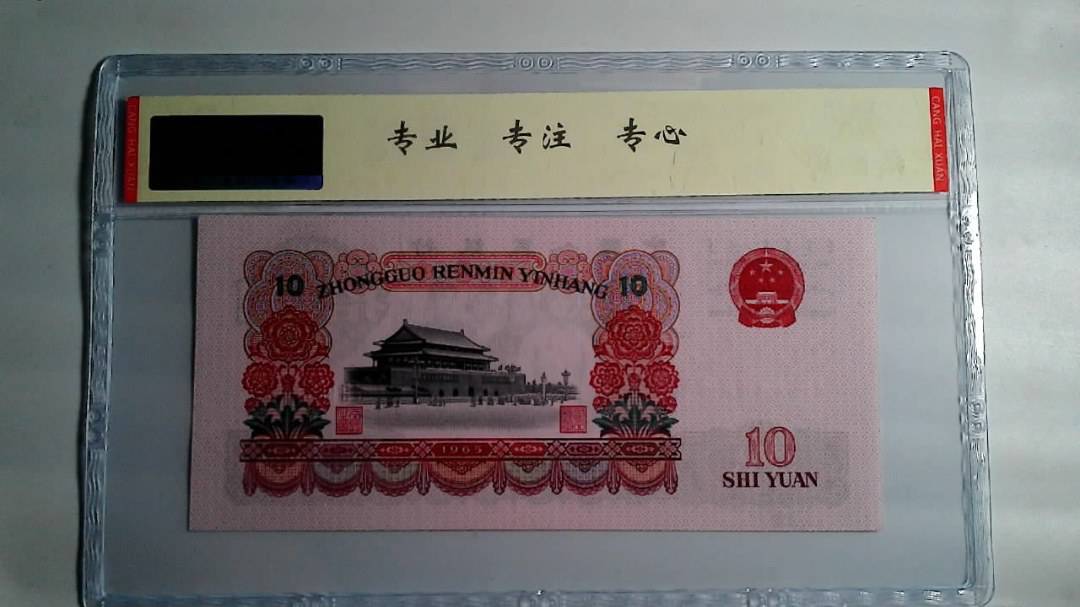 专业 专注 专心
CANG HAI XUAN
CANG HAI XUAN
ZHONGGUO RENMIN YINHANG
10
10
1965
10
SHI YUAN